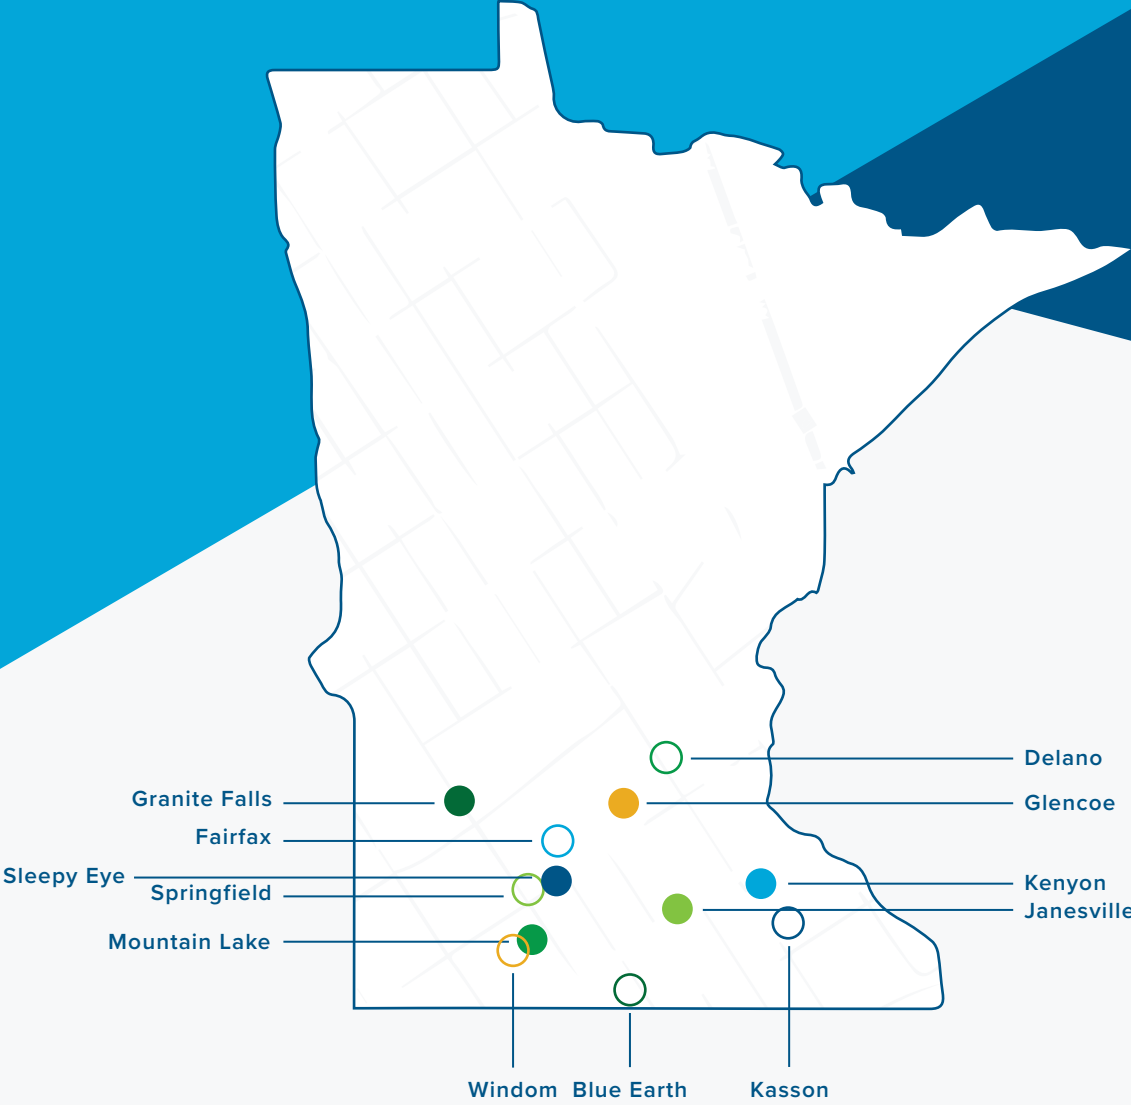 Delano
Granite Falls
Glencoe
Fairfax
Sleepy Eye
Kenyon
Springfield
Janesville
Mountain Lake
Windom
Blue Earth
Kasson